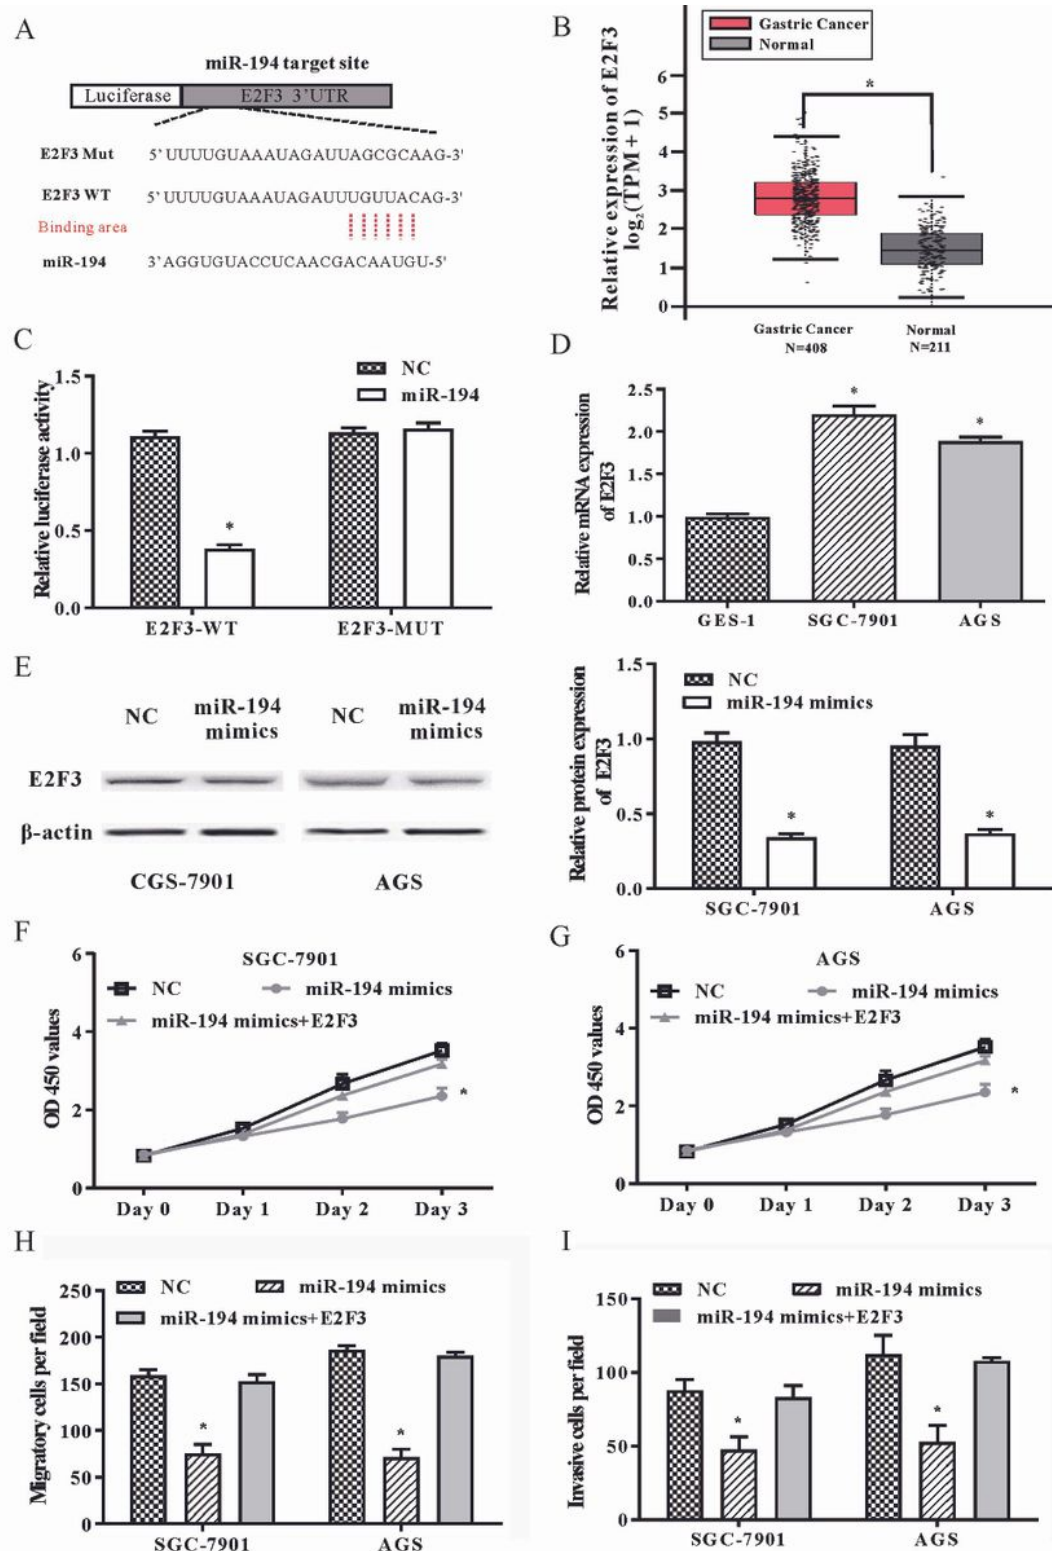 A
miR-194 target site
Luciferase E2F3 3'UTR
E2F3 Mut 5'UUUUGUAAAUAGAUUAGCGCAAG-3'
E2F3 WT 5'UUUUGUAAAUAGAUUUGUUACAG-3'
Binding area
miR-194 3'AGGUGUACCUCAACGACAAUGU-5'
B
Gastric Cancer
Normal
Relative expression of E2F3
log2(TPM + 1)
6
5
4
3
2
1
0
*
Gastric Cancer
N=408
Normal
N=211
C
NC
miR-194
Relative luciferase activity
1.5
1.0
0.5
0.0
*
E2F3-WT E2F3-MUT
D
Relative mRNA expression
of E2F3
2.5
2.0
1.5
1.0
0.5
0.0
* *
GES-1 SGC-7901 AGS
E
NC miR-194 mimics NC miR-194 mimics
E2F3
β-actin
CGS-7901 AGS
Relative protein expression
of E2F3
1.5
1.0
0.5
0.0
NC
miR-194 mimics
* *
SGC-7901 AGS
F
SGC-7901
NC miR-194 mimics
miR-194 mimics+E2F3
OD 450 values
6
4
2
0
*
Day 0 Day 1 Day 2 Day 3
G
AGS
NC miR-194 mimics
miR-194 mimics+E2F3
OD 450 values
6
4
2
0
*
Day 0 Day 1 Day 2 Day 3
H
NC miR-194 mimics
miR-194 mimics+E2F3
Migratory cells per field
250
200
150
100
50
0
* *
SGC-7901 AGS
I
NC miR-194 mimics
miR-194 mimics+E2F3
Invasive cells per field
150
100
50
0
* *
SGC-7901 AGS